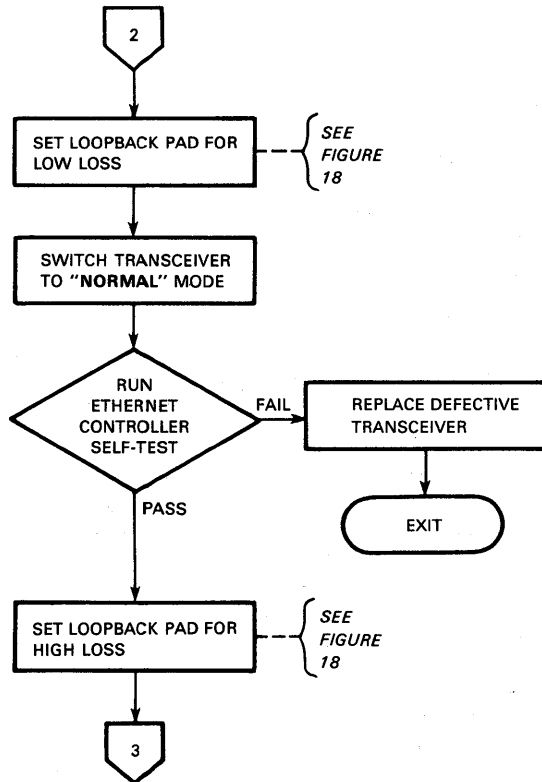 2
SET LOOPBACK PAD FOR
LOW LOSS
SEE
FIGURE
18
SWITCH TRANSCEIVER
TO "NORMAL" MODE
RUN
ETHERNET
CONTROLLER
SELF-TEST
FAIL
REPLACE DEFECTIVE
TRANSCEIVER
EXIT
PASS
SET LOOPBACK PAD FOR
HIGH LOSS
SEE
FIGURE
18
3